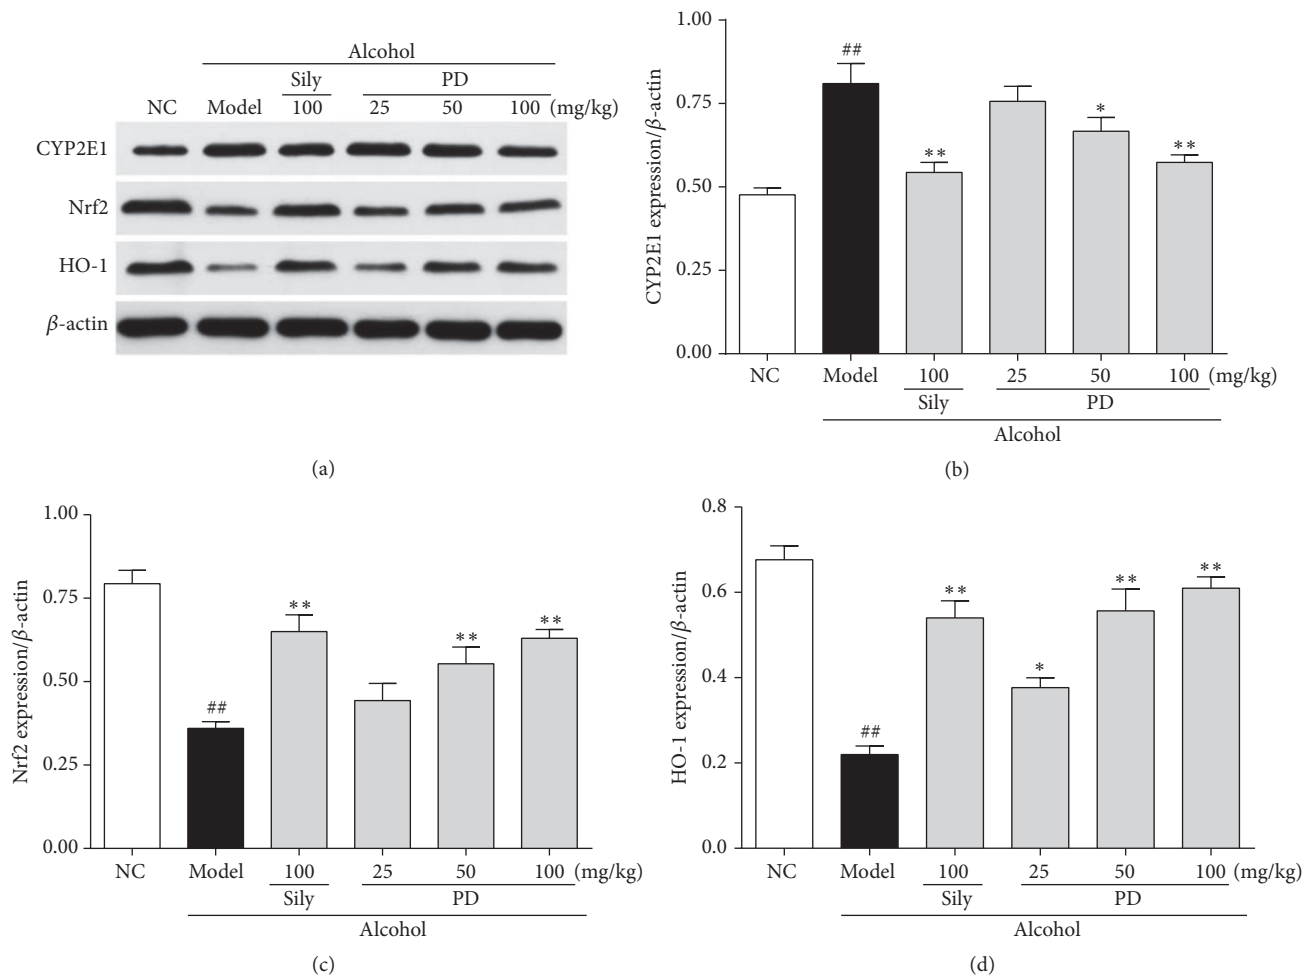 Alcohol
Sily PD
NC Model 100 25 50 100 (mg/kg)
CYP2E1
Nrf2
HO-1
β-actin
(a)
CYP2E1 expression/β-actin
1.00
0.75
0.50
0.25
0.00
##
**
*
**
NC Model 100 25 50 100 (mg/kg)
Sily PD
Alcohol
(b)
Nrf2 expression/β-actin
1.00
0.75
0.50
0.25
0.00
##
**
**
**
NC Model 100 25 50 100 (mg/kg)
Sily PD
Alcohol
(c)
HO-1 expression/β-actin
0.8
0.6
0.4
0.2
0.0
##
**
*
**
**
NC Model 100 25 50 100 (mg/kg)
Sily PD
Alcohol
(d)